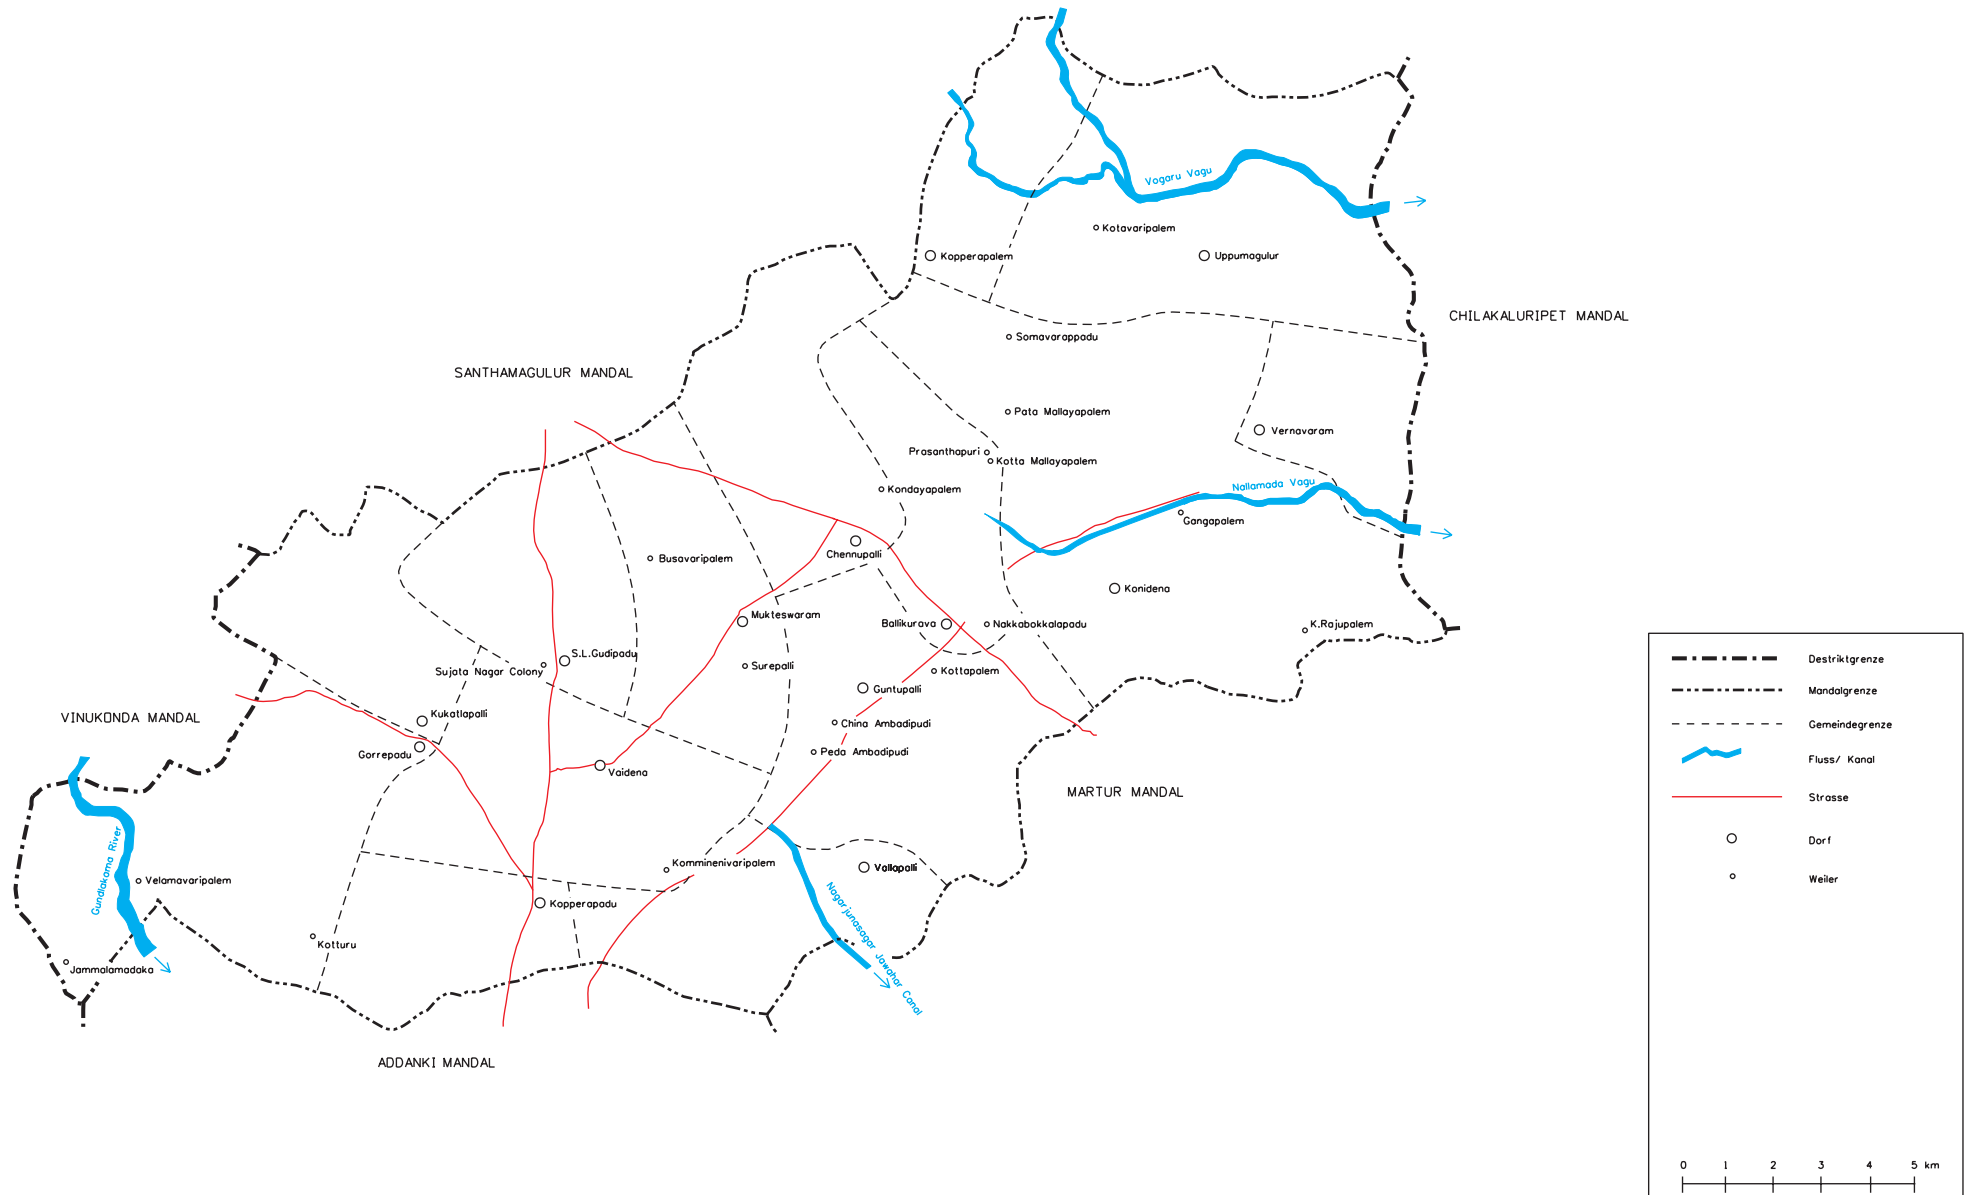 Vogaru Vagu
Kotavaripalem
Kopperapalem
Uppumagulur
CHILAKALURIPET MANDAL
Somavarappadu
SANTHAMAGULUR MANDAL
Pata Mallayapalem
Vernavaram
Prasanthapuri
Kotta Mallayapalem
Kondayapalem
Nallamada Vagu
Gangapalem
Chennupalli
Busavaripalem
Konidena
Mukteswaram
Ballikurava
Nakkabokkalapadu
K.Rajupalem
S.L.Gudipadu
Sujata Nagar Colony
Surepalli
Kottapalem
Guntupalli
VINUKONDA MANDAL
Kukatlapalli
China Ambadipudi
Gorrepadu
Peda Ambadipudi
Vaidena
MARTUR MANDAL
Gundlakama River
Komminenivaripalem
Vallapalli
Velamavaripalem
Kopperapadu
Nagarjunasagar Jawahar Canal
Kotturu
Jammalamadaka
ADDANKI MANDAL
Destriktgrenze
Mandalgrenze
Gemeindegrenze
Fluss/ Kanal
Strasse
Dorf
Weiler
0 1 2 3 4 5 km